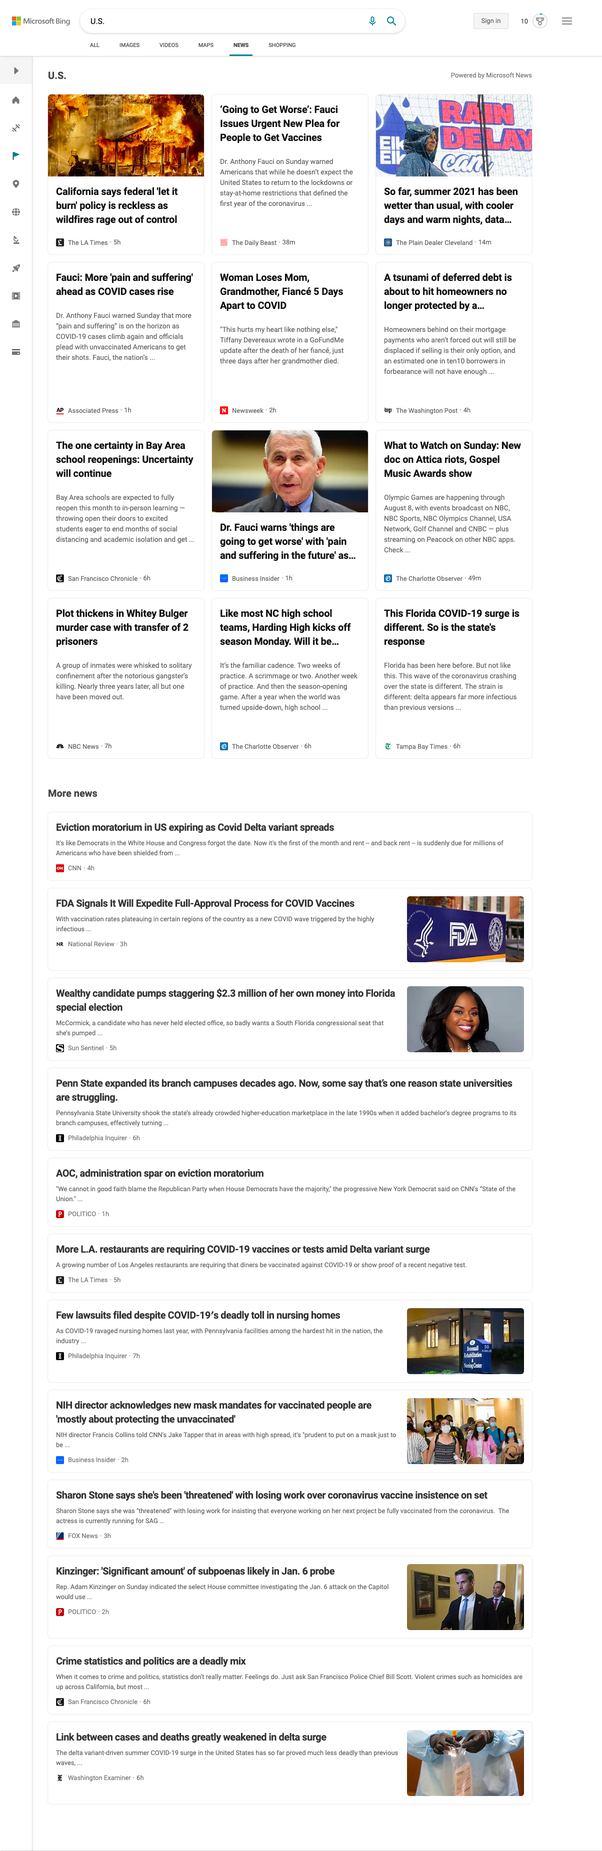 Microsoft Bing
U.S.
Sign in
10
ALL
IMAGES
VIDEOS
MAPS
NEWS
SHOPPING
U.S.
Powered by Microsoft News
California says federal 'let it
burn' policy is reckless as
wildfires rage out of control
The LA Times · 5h
'Going to Get Worse': Fauci
Issues Urgent New Plea for
People to Get Vaccines
Dr. Anthony Fauci on Sunday warned
Americans that while he doesn't expect the
United States to return to the lockdowns or
stay-at-home restrictions that defined the
first year of the coronavirus ...
The Daily Beast · 38m
RAIN
DELAY
cam
So far, summer 2021 has been
wetter than usual, with cooler
days and warm nights, data...
The Plain Dealer Cleveland · 14m
Fauci: More 'pain and suffering'
ahead as COVID cases rise
Dr. Anthony Fauci warned Sunday that more
"pain and suffering" is on the horizon as
COVID-19 cases climb again and officials
plead with unvaccinated Americans to get
their shots. Fauci, the nation's ...
AP
Associated Press · 1h
Woman Loses Mom,
Grandmother, Fiancé 5 Days
Apart to COVID
"This hurts my heart like nothing else,"
Tiffany Devereaux wrote in a GoFundMe
update after the death of her fiancé, just
three days after her grandmother died.
N
Newsweek · 2h
A tsunami of deferred debt is
about to hit homeowners no
longer protected by a...
Homeowners behind on their mortgage
payments who aren't forced out will still be
displaced if selling is their only option, and
an estimated one in ten10 borrowers in
forbearance will not have enough ...
wp
The Washington Post · 4h
The one certainty in Bay Area
school reopenings: Uncertainty
will continue
Bay Area schools are expected to fully
reopen this month to in-person learning —
throwing open their doors to excited
students eager to end months of social
distancing and academic isolation and get ...
San Francisco Chronicle · 6h
Dr. Fauci warns 'things are
going to get worse' with 'pain
and suffering in the future' as...
Business Insider · 1h
What to Watch on Sunday: New
doc on Attica riots, Gospel
Music Awards show
Olympic Games are happening through
August 8, with events broadcast on NBC,
NBC Sports, NBC Olympics Channel, USA
Network, Golf Channel and CNBC — plus
streaming on Peacock on other NBC apps.
Check ...
The Charlotte Observer · 49m
Plot thickens in Whitey Bulger
murder case with transfer of 2
prisoners
A group of inmates were whisked to solitary
confinement after the notorious gangster's
killing. Nearly three years later, all but one
have been moved out.
NBC News · 7h
Like most NC high school
teams, Harding High kicks off
season Monday. Will it be...
It's the familiar cadence. Two weeks of
practice. A scrimmage or two. Another week
of practice. And then the season-opening
game. After a year when the world was
turned upside-down, high school ...
The Charlotte Observer · 6h
This Florida COVID-19 surge is
different. So is the state's
response
Florida has been here before. But not like
this. This wave of the coronavirus crashing
over the state is different. The strain is
different: delta appears far more infectious
than previous versions ...
Tampa Bay Times · 6h
More news
Eviction moratorium in US expiring as Covid Delta variant spreads
It's like Democrats in the White House and Congress forgot the date. Now it's the first of the month and rent -- and back rent -- is suddenly due for millions of
Americans who have been shielded from ...
CNN
CNN · 4h
FDA Signals It Will Expedite Full-Approval Process for COVID Vaccines
With vaccination rates plateauing in certain regions of the country as a new COVID wave triggered by the highly
infectious ...
NR
National Review · 3h
FDA
Wealthy candidate pumps staggering $2.3 million of her own money into Florida
special election
McCormick, a candidate who has never held elected office, so badly wants a South Florida congressional seat that
she's pumped ...
Sun Sentinel · 5h
Penn State expanded its branch campuses decades ago. Now, some say that's one reason state universities
are struggling.
Pennsylvania State University shook the state's already crowded higher-education marketplace in the late 1990s when it added bachelor's degree programs to its
branch campuses, effectively turning ...
Philadelphia Inquirer · 6h
AOC, administration spar on eviction moratorium
"We cannot in good faith blame the Republican Party when House Democrats have the majority," the progressive New York Democrat said on CNN's "State of the
Union." ...
P
POLITICO · 1h
More L.A. restaurants are requiring COVID-19 vaccines or tests amid Delta variant surge
A growing number of Los Angeles restaurants are requiring that diners be vaccinated against COVID-19 or show proof of a recent negative test.
The LA Times · 5h
Few lawsuits filed despite COVID-19's deadly toll in nursing homes
As COVID-19 ravaged nursing homes last year, with Pennsylvania facilities among the hardest hit in the nation, the
industry ...
Philadelphia Inquirer · 7h
NIH director acknowledges new mask mandates for vaccinated people are
'mostly about protecting the unvaccinated'
NIH director Francis Collins told CNN's Jake Tapper that in areas with high spread, it's "prudent to put on a mask just to
be ...
Business Insider · 2h
Sharon Stone says she's been 'threatened' with losing work over coronavirus vaccine insistence on set
Sharon Stone says she was "threatened" with losing work for insisting that everyone working on her next project be fully vaccinated from the coronavirus. The
actress is currently running for SAG ...
FOX News · 3h
Kinzinger: 'Significant amount' of subpoenas likely in Jan. 6 probe
Rep. Adam Kinzinger on Sunday indicated the select House committee investigating the Jan. 6 attack on the Capitol
would use ...
P
POLITICO · 2h
Crime statistics and politics are a deadly mix
When it comes to crime and politics, statistics don't really matter. Feelings do. Just ask San Francisco Police Chief Bill Scott. Violent crimes such as homicides are
up across California, but most ...
San Francisco Chronicle · 6h
Link between cases and deaths greatly weakened in delta surge
The delta variant-driven summer COVID-19 surge in the United States has so far proved much less deadly than previous
waves, ...
Washington Examiner · 6h